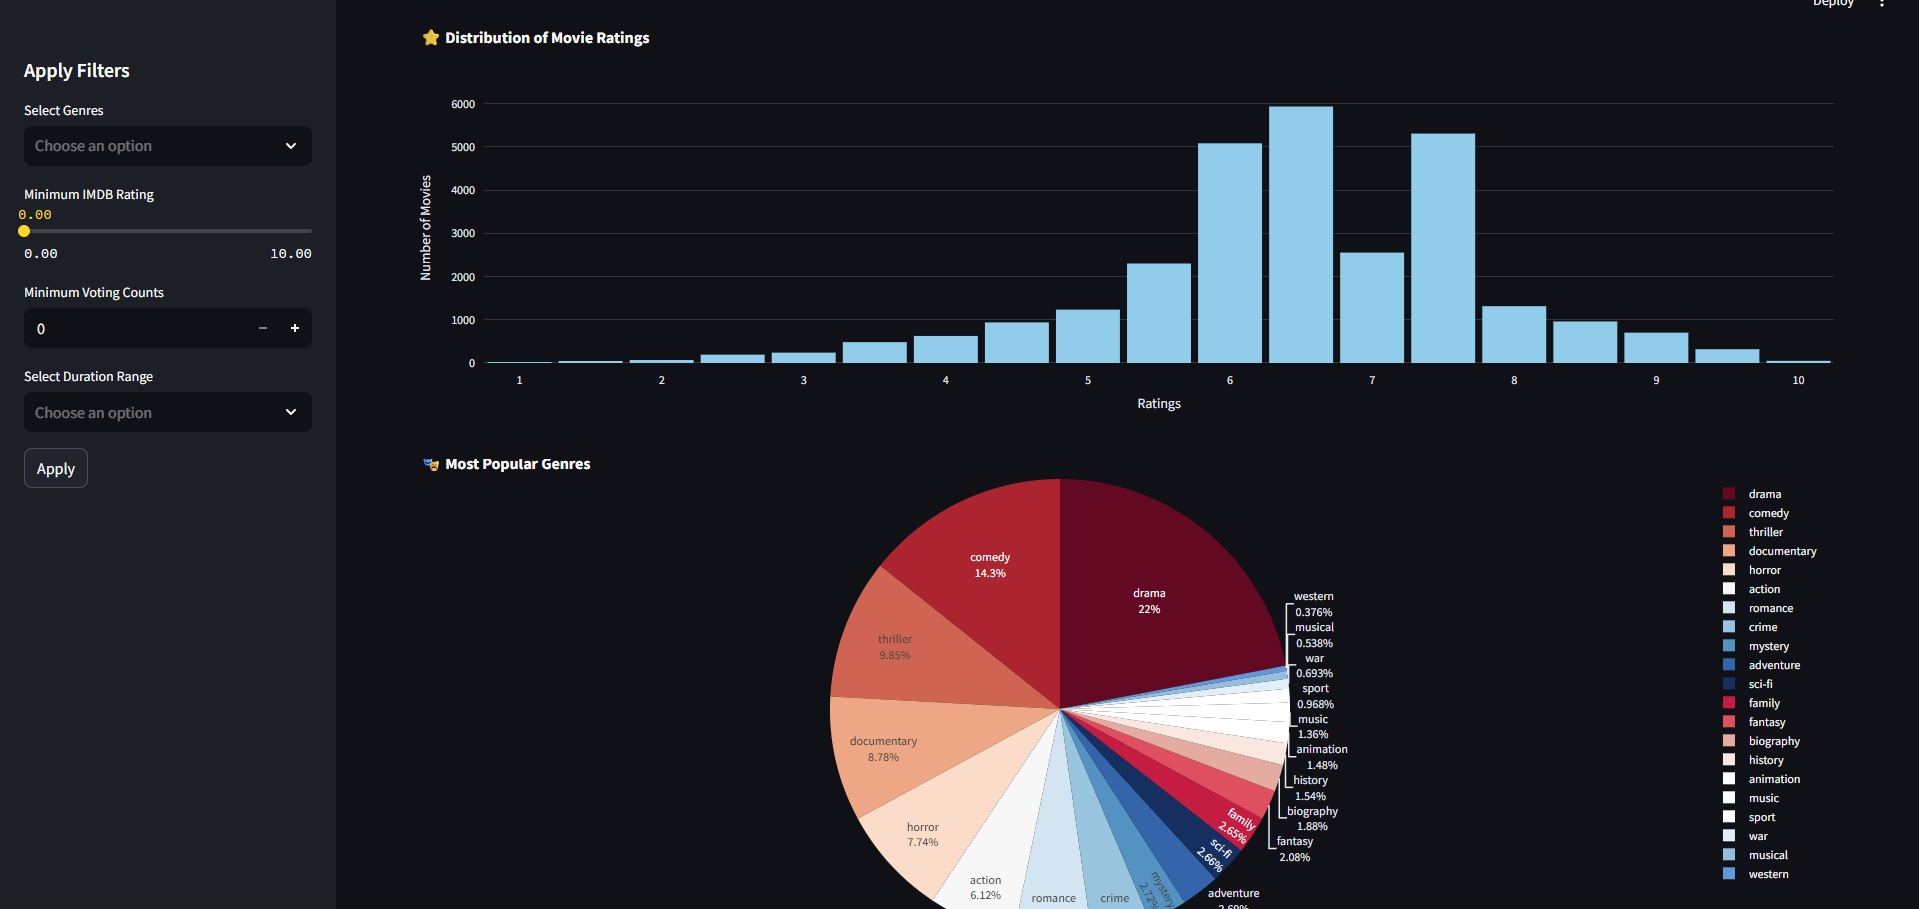 Deploy
Apply Filters
Select Genres
Choose an option
Minimum IMDB Rating
0.00
0.00 10.00
Minimum Voting Counts
0
Select Duration Range
Choose an option
Apply
⭐ Distribution of Movie Ratings
Number of Movies
6000
5000
4000
3000
2000
1000
0
1 2 3 4 5 6 7 8 9 10
Ratings
🎭 Most Popular Genres
comedy
14.3%
drama
22%
thriller
9.85%
documentary
8.78%
horror
7.74%
action
6.12%
romance
crime
mystery
2.72%
adventure
2.69%
sci-fi
2.66%
family
2.65%
western
0.376%
musical
0.538%
war
0.693%
sport
0.968%
music
1.36%
animation
1.48%
history
1.54%
biography
1.88%
fantasy
2.08%
drama
comedy
thriller
documentary
horror
action
romance
crime
mystery
adventure
sci-fi
family
fantasy
biography
history
animation
music
sport
war
musical
western